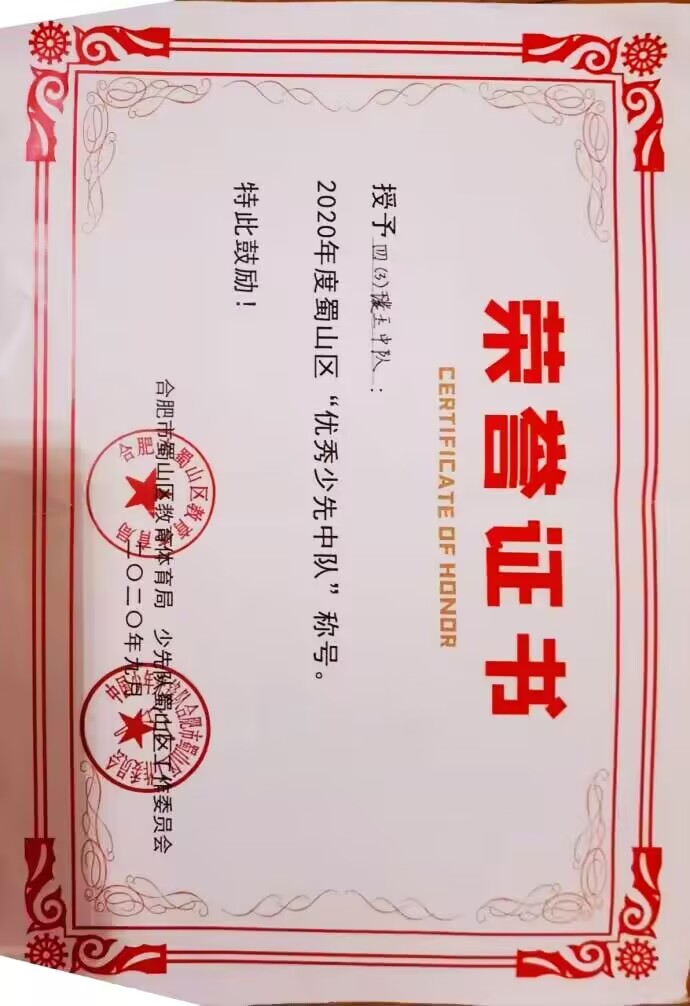 荣誉证书
CERTIFICATE OF HONOR
授予四(3)班 中队：
2020年度蜀山区“优秀少先中队”称号。
特此鼓励！
合肥市蜀山区教育体育局 少先队蜀山区工作委员会
二〇二〇年九月